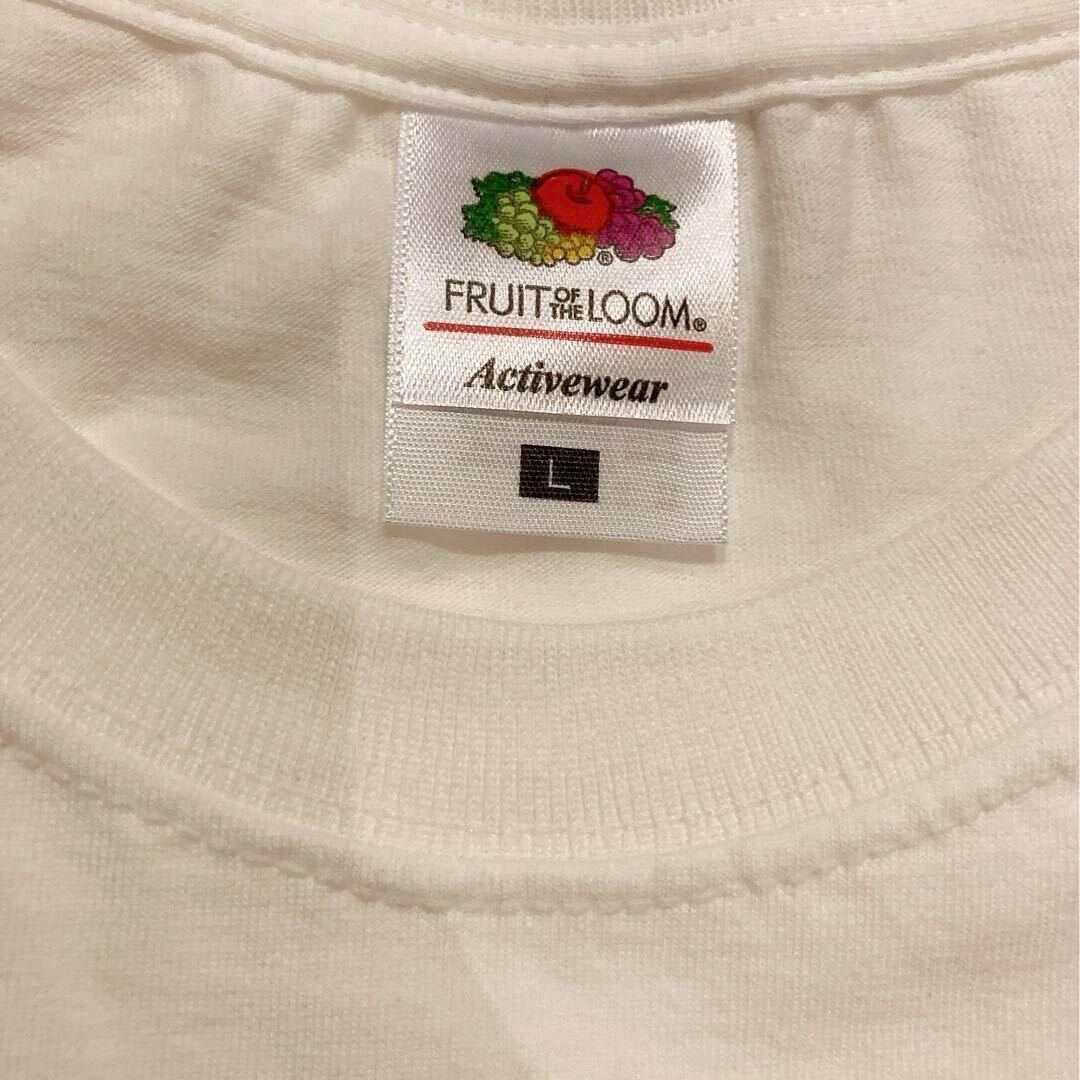 ®
FRUIT OF THE LOOM®
Activewear
L